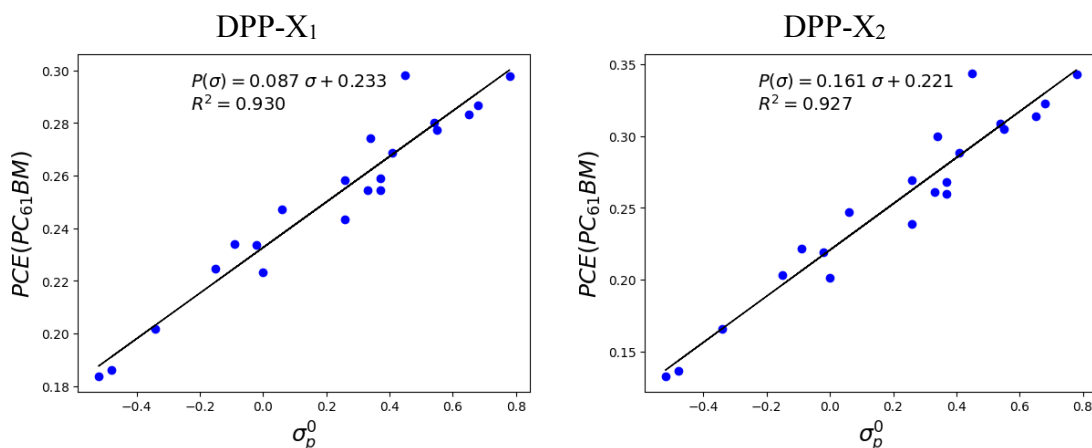 DPP-X₁
P(σ) = 0.087 σ + 0.233
R² = 0.930
PCE(PC₆₁BM)
0.30
0.28
0.26
0.24
0.22
0.20
0.18
−0.4 −0.2 0.0 0.2 0.4 0.6 0.8
σₚ⁰
DPP-X₂
P(σ) = 0.161 σ + 0.221
R² = 0.927
PCE(PC₆₁BM)
0.35
0.30
0.25
0.20
0.15
−0.4 −0.2 0.0 0.2 0.4 0.6 0.8
σₚ⁰